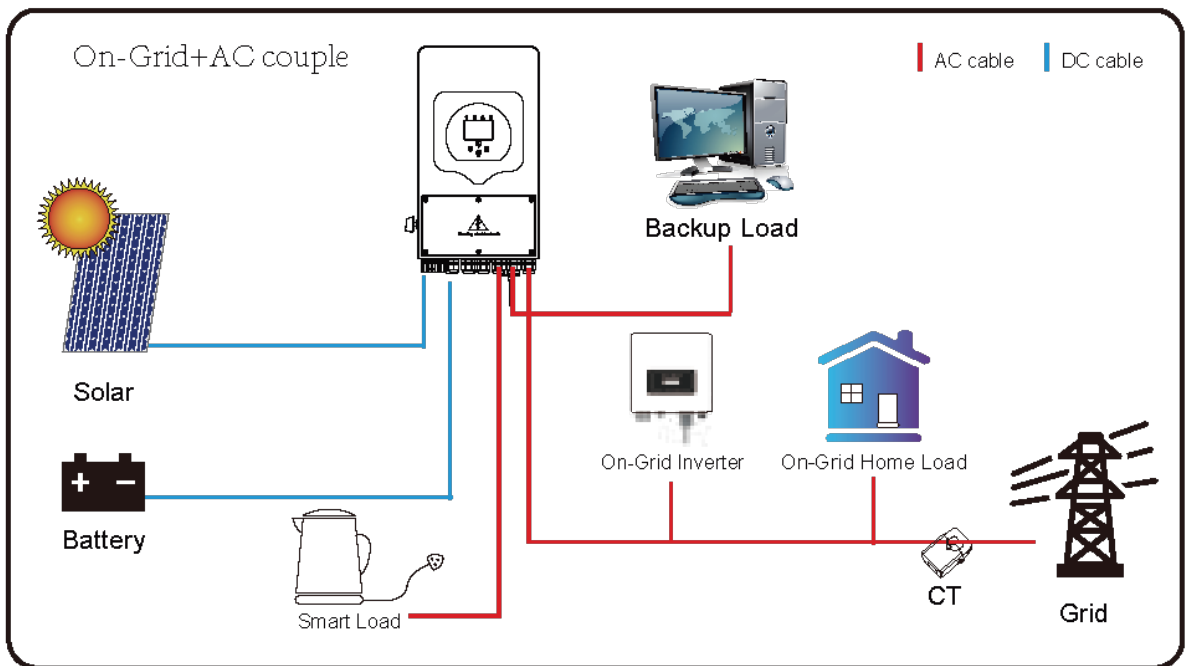 On-Grid+AC couple
AC cable
DC cable
Backup Load
Solar
On-Grid Inverter
On-Grid Home Load
Battery
Smart Load
CT
Grid